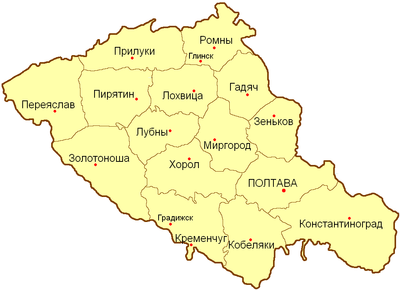 Ромны
Прилуки
Глинск
Гадяч
Пирятин
Лохвица
Переяслав
Зеньков
Лубны
Миргород
Золотоноша
Хорол
ПОЛТАВА
Градижск
Константиноград
Кременчуг
Кобеляки